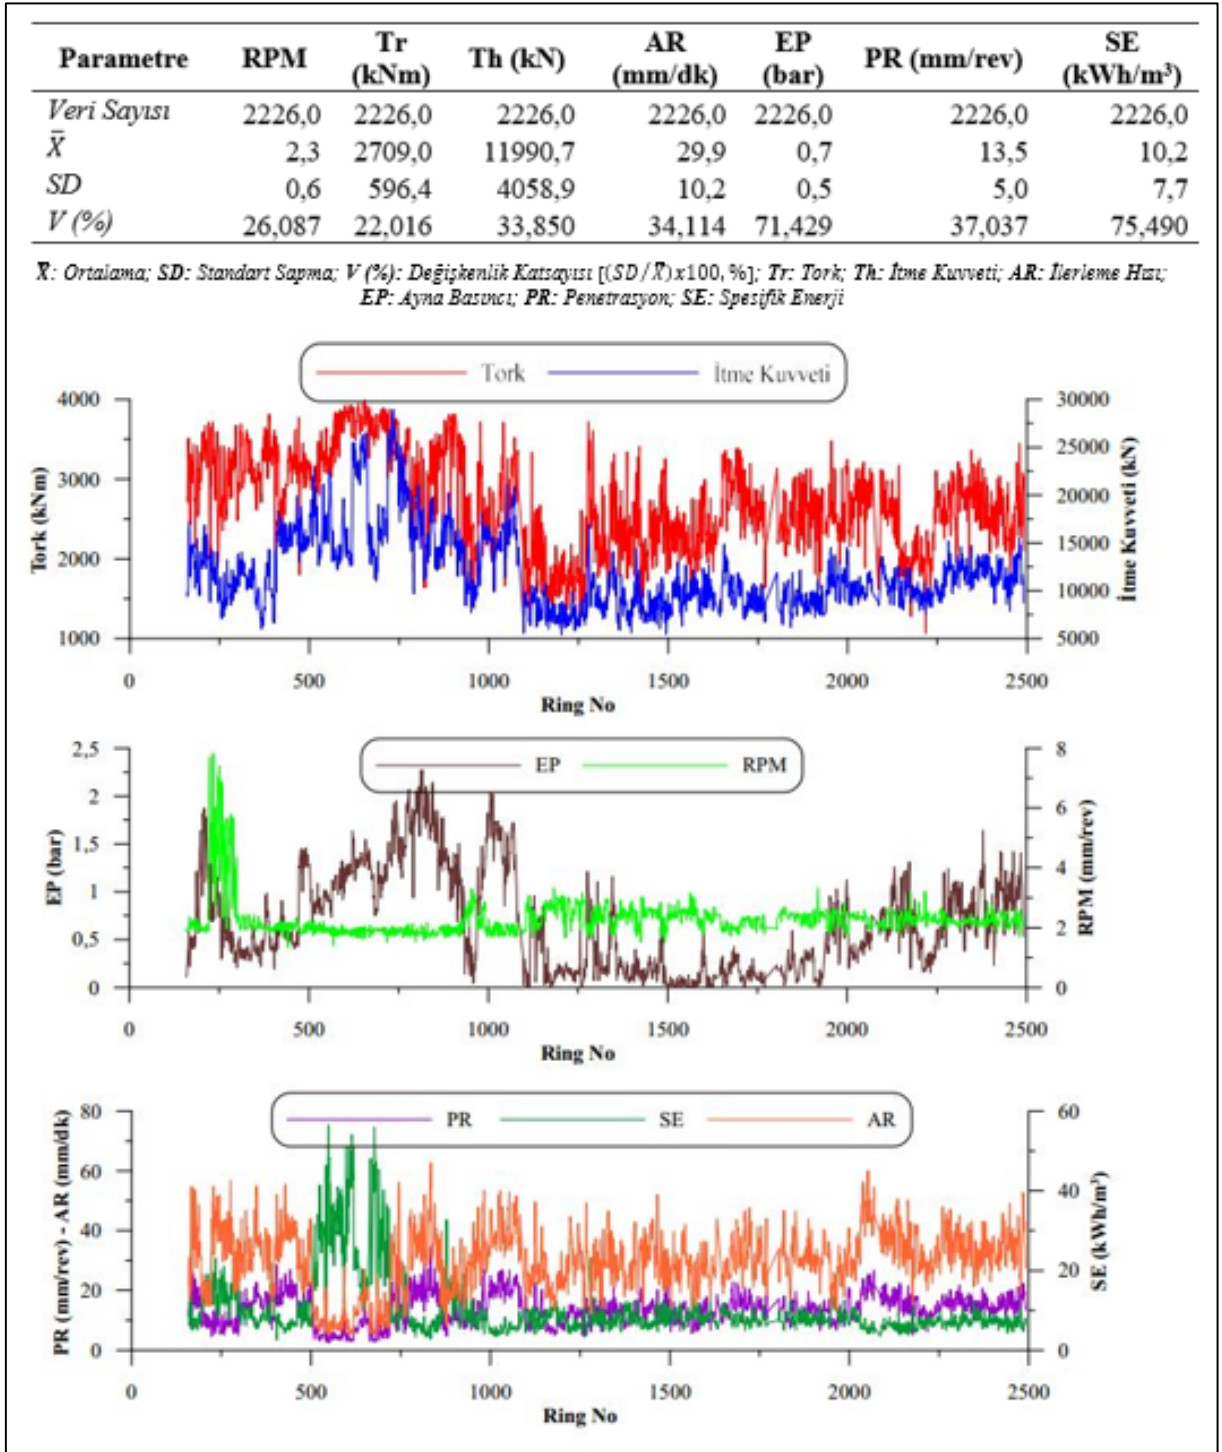 Parametre RPM Tr (kNm) Th (kN) AR (mm/dk) EP (bar) PR (mm/rev) SE (kWh/m³)
Veri Sayısı 2226,0 2226,0 2226,0 2226,0 2226,0 2226,0 2226,0
X̄ 2,3 2709,0 11990,7 29,9 0,7 13,5 10,2
SD 0,6 596,4 4058,9 10,2 0,5 5,0 7,7
V (%) 26,087 22,016 33,850 34,114 71,429 37,037 75,490
X̄: Ortalama; SD: Standart Sapma; V (%): Değişkenlik Katsayısı [(SD/X̄)x100, %]; Tr: Tork; Th: İtme Kuvveti; AR: İlerleme Hızı;
EP: Ayna Basıncı; PR: Penetrasyon; SE: Spesifik Enerji
Tork İtme Kuvveti
Tork (kNm)
4000
3000
2000
1000
30000
25000
20000
15000
10000
5000
İtme Kuvveti (kN)
0 500 1000 1500 2000 2500
Ring No
EP RPM
EP (bar)
2,5
2
1,5
1
0,5
0
8
6
4
2
0
RPM (mm/rev)
0 500 1000 1500 2000 2500
Ring No
PR SE AR
PR (mm/rev) - AR (mm/dk)
80
60
40
20
0
60
40
20
0
SE (kWh/m³)
0 500 1000 1500 2000 2500
Ring No